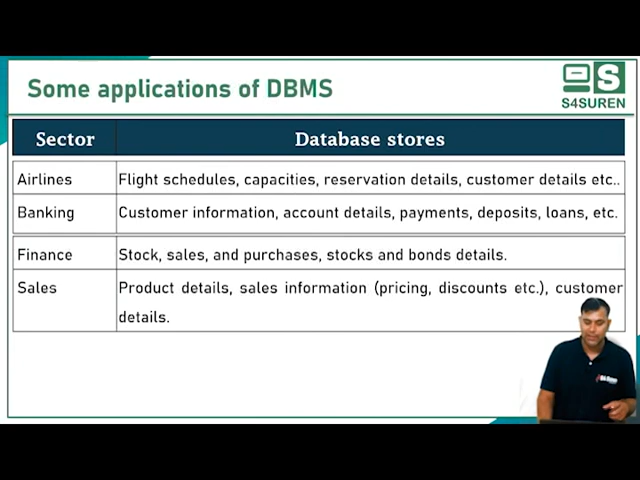 Some applications of DBMS
S
S4SUREN
Sector Database stores
Airlines Flight schedules, capacities, reservation details, customer details etc..
Banking Customer information, account details, payments, deposits, loans, etc.
Finance Stock, sales, and purchases, stocks and bonds details.
Sales Product details, sales information (pricing, discounts etc.), customer
details.